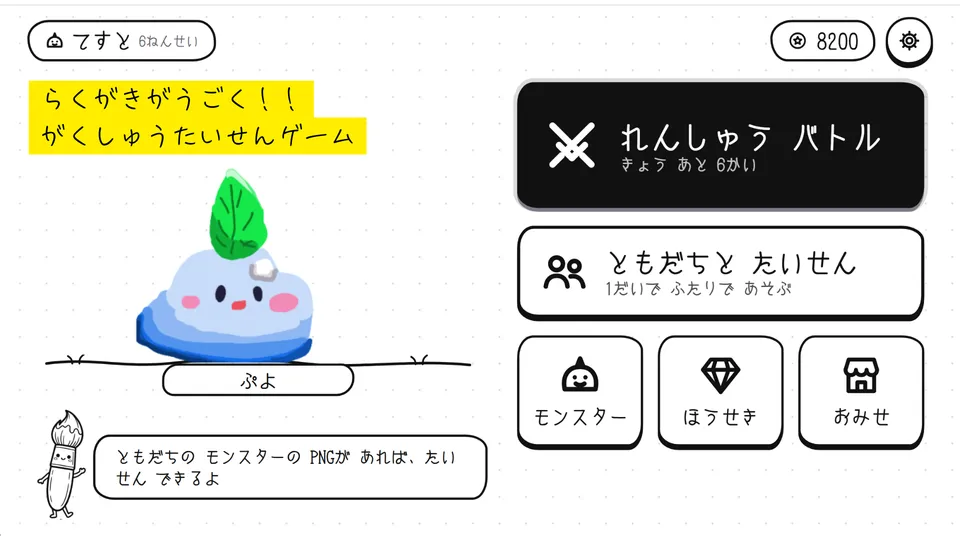 てすと 6ねんせい
8200
らくがきがうごく!!
がくしゅうたいせんゲーム
ぷよ
ともだちの モンスターの PNGが あれば、たい
せん できるよ
れんしゅう バトル
きょう あと 6かい
ともだちと たいせん
1だいで ふたりで あそぶ
モンスター
ほうせき
おみせ